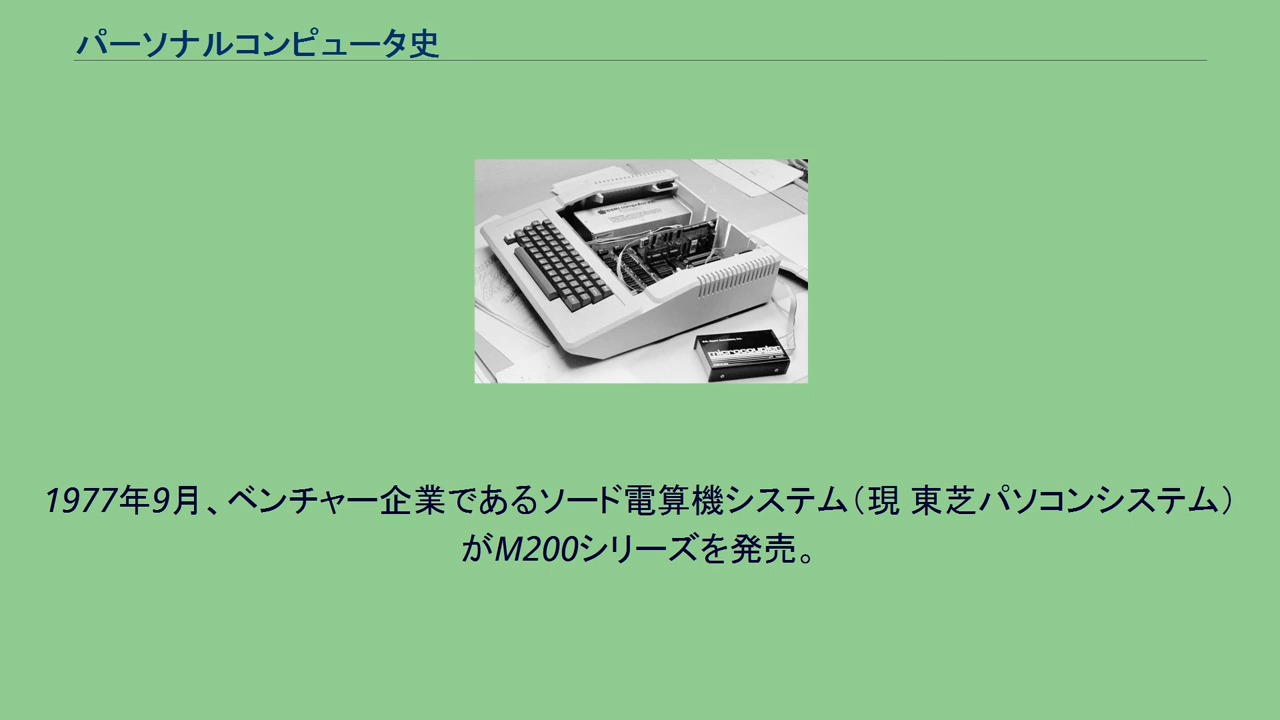 パーソナルコンピュータ史
microcoupler
1977年9月、ベンチャー企業であるソード電算機システム（現 東芝パソコンシステム）
がM200シリーズを発売。